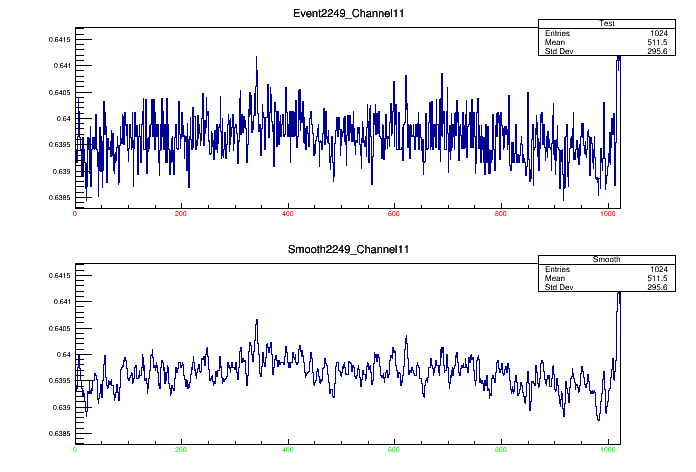 Event2249_Channel11
Test
Entries 1024
Mean 511.5
Std Dev 295.6
0.6415
0.641
0.6405
0.64
0.6395
0.639
0.6385
0 200 400 600 800 1000
Smooth2249_Channel11
Smooth
Entries 1024
Mean 511.5
Std Dev 295.6
0.6415
0.641
0.6405
0.64
0.6395
0.639
0.6385
0 200 400 600 800 1000